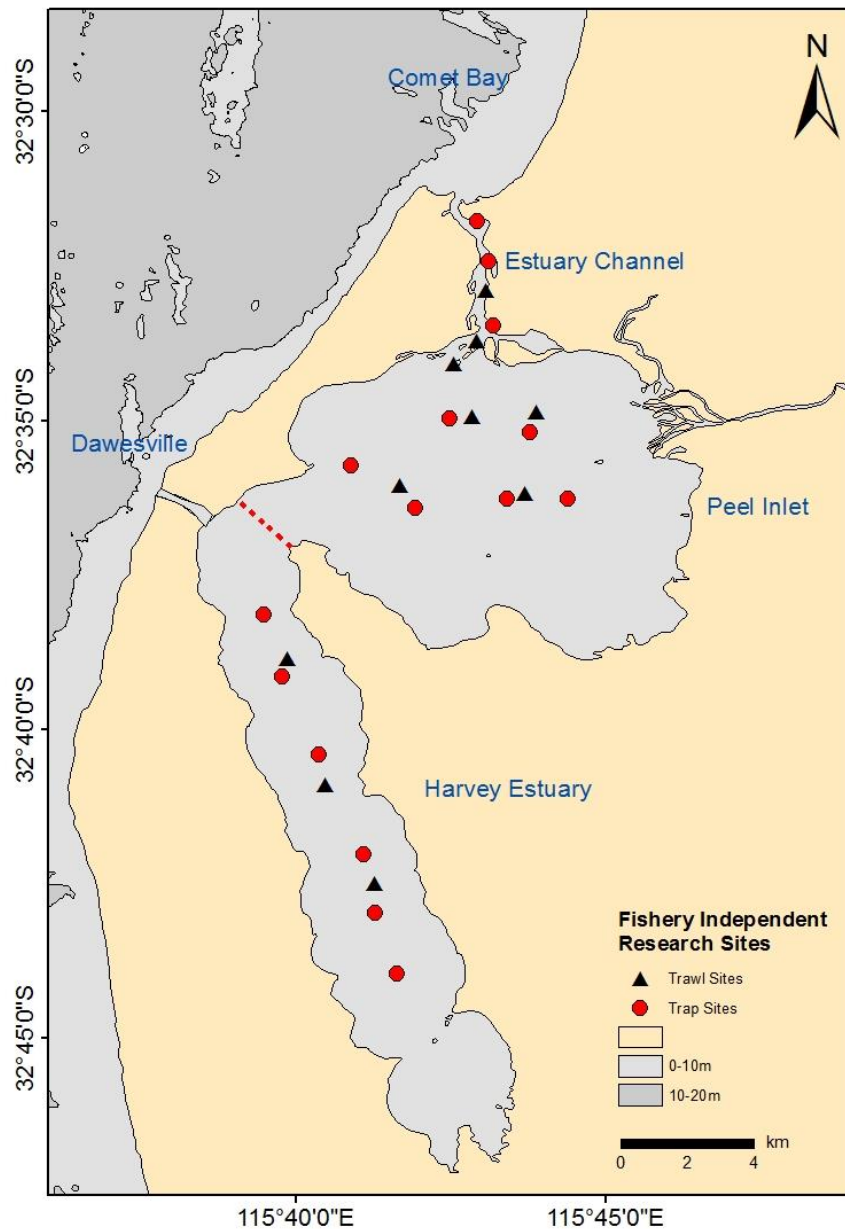 N
Comet Bay
32°30'0"S
Estuary Channel
32°35'0"S
Dawesville
Peel Inlet
32°40'0"S
Harvey Estuary
Fishery Independent
Research Sites
Trawl Sites
Trap Sites
0-10m
10-20m
32°45'0"S
km
0 2 4
115°40'0"E 115°45'0"E